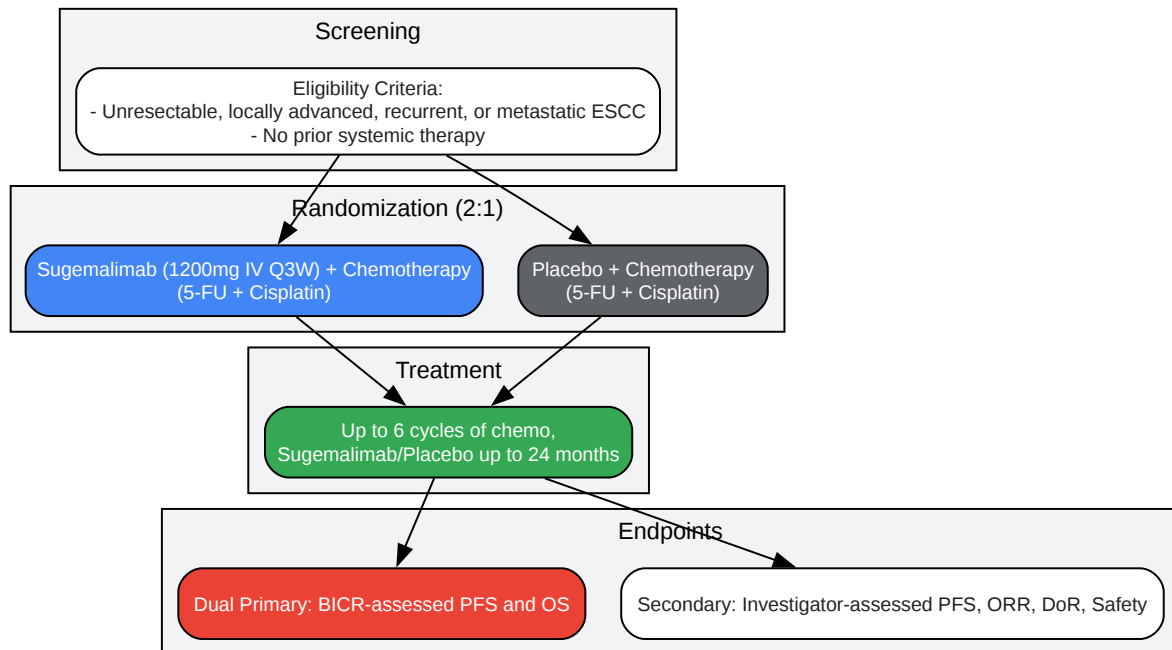 Screening
Eligibility Criteria:
- Unresectable, locally advanced, recurrent, or metastatic ESCC
- No prior systemic therapy
Randomization (2:1)
Sugemalimab (1200mg IV Q3W) + Chemotherapy
(5-FU + Cisplatin)
Placebo + Chemotherapy
(5-FU + Cisplatin)
Treatment
Up to 6 cycles of chemo,
Sugemalimab/Placebo up to 24 months
Endpoints
Dual Primary: BICR-assessed PFS and OS
Secondary: Investigator-assessed PFS, ORR, DoR, Safety